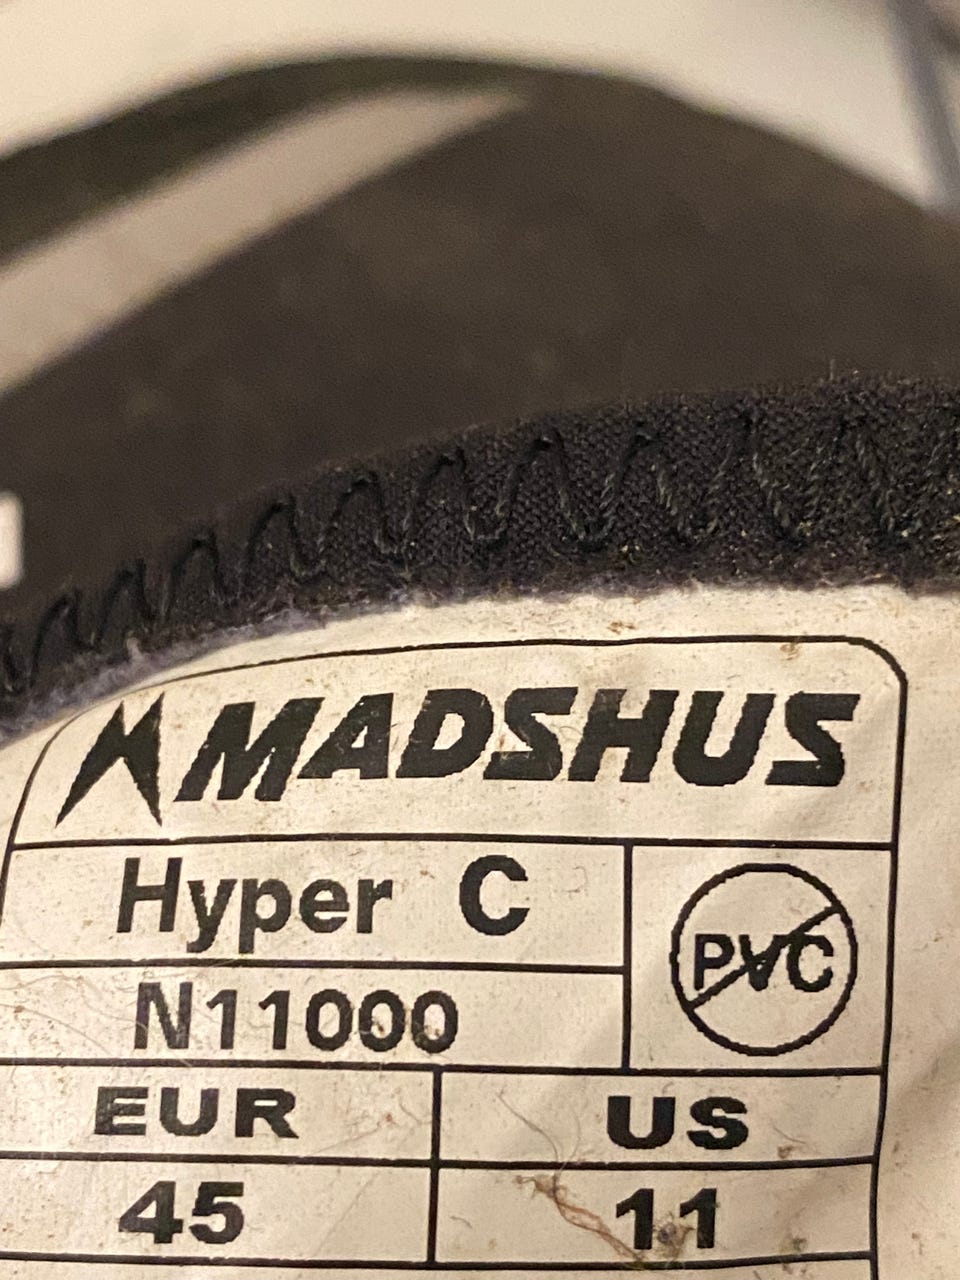 MADSHUS
Hyper C
PVC
N11000
EUR US
45 11